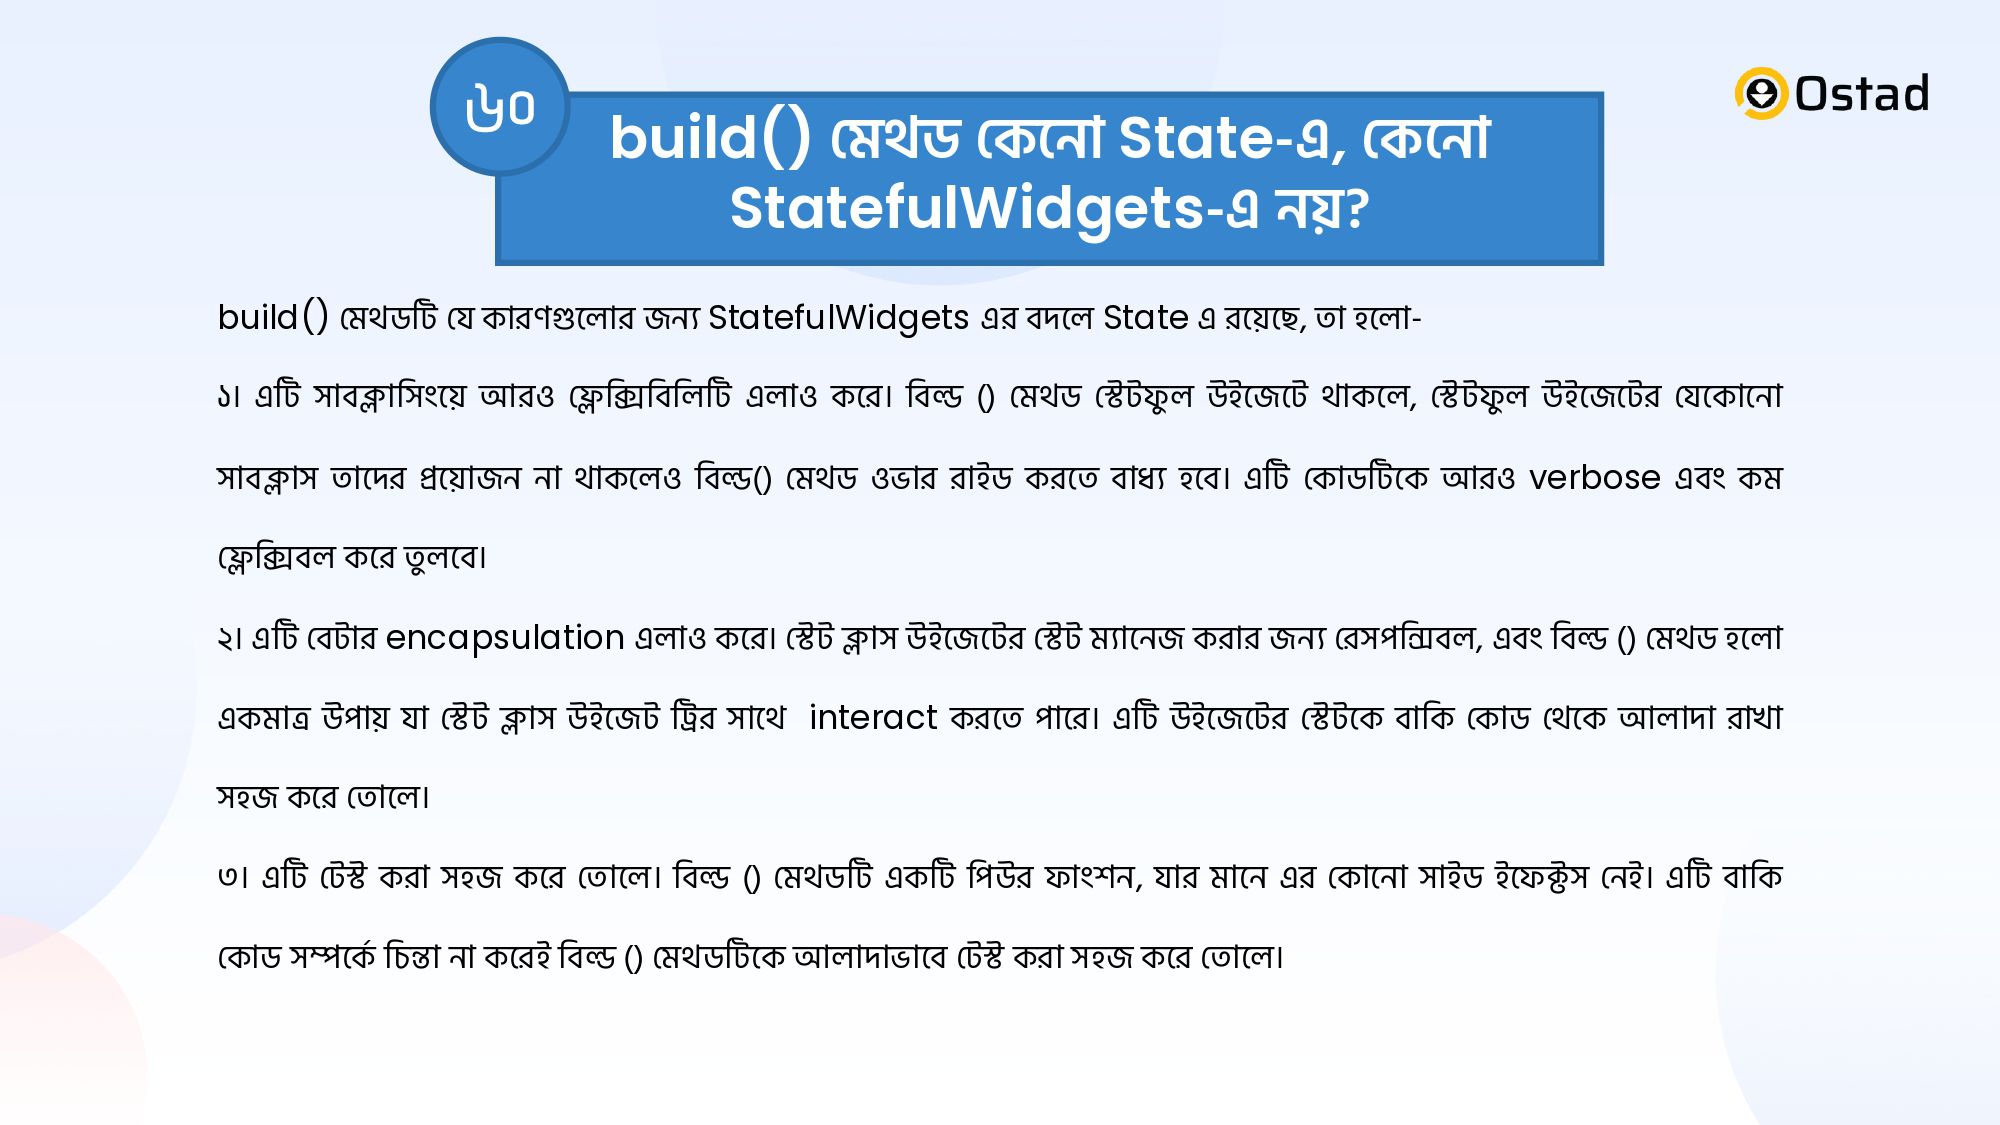 ৬০
Ostad
build() মেথড কেনো State-এ, কেনো
StatefulWidgets-এ নয়?
build() মেথডটি যে কারণগুলোর জন্য StatefulWidgets এর বদলে State এ রয়েছে, তা হলো-
১। এটি সাবক্লাসিংয়ে আরও ফ্লেক্সিবিলিটি এলাও করে। বিল্ড () মেথড স্টেটফুল উইজেটে থাকলে, স্টেটফুল উইজেটের যেকোনো
সাবক্লাস তাদের প্রয়োজন না থাকলেও বিল্ড() মেথড ওভার রাইড করতে বাধ্য হবে। এটি কোডটিকে আরও verbose এবং কম
ফ্লেক্সিবল করে তুলবে।
২। এটি বেটার encapsulation এলাও করে। স্টেট ক্লাস উইজেটের স্টেট ম্যানেজ করার জন্য রেসপন্সিবল, এবং বিল্ড () মেথড হলো
একমাত্র উপায় যা স্টেট ক্লাস উইজেট ট্রির সাথে interact করতে পারে। এটি উইজেটের স্টেটকে বাকি কোড থেকে আলাদা রাখা
সহজ করে তোলে।
৩। এটি টেস্ট করা সহজ করে তোলে। বিল্ড () মেথডটি একটি পিউর ফাংশন, যার মানে এর কোনো সাইড ইফেক্টস নেই। এটি বাকি
কোড সম্পর্কে চিন্তা না করেই বিল্ড () মেথডটিকে আলাদাভাবে টেস্ট করা সহজ করে তোলে।